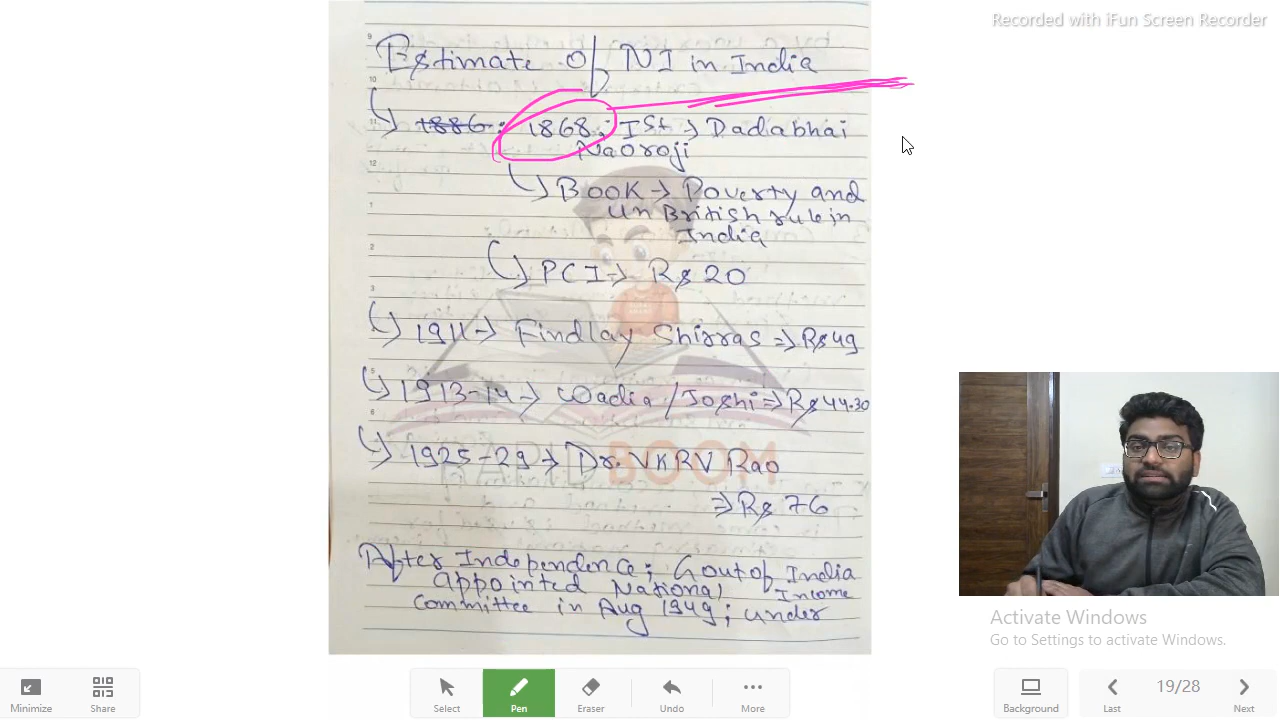 Recorded with iFun Screen Recorder
Estimate of NI in India
1886: 1868; Ist → Dadabhai
Naoroji
Book → Poverty and
Un British rule in
India
PCI → Rs 20
1911 → Findlay Shirras ⇒ Rs 49
1913-14 → Wadia / Joshi ⇒ Rs 44.30
1925-29 → Dr. VKRV Rao
⇒ Rs 76
BOOM
After Independence; Gout of India
appointed National Income
Committee in Aug 1949; under
Activate Windows
Go to Settings to activate Windows.
Minimize
Share
Select
Pen
Eraser
Undo
More
Background
Last
19/28
Next